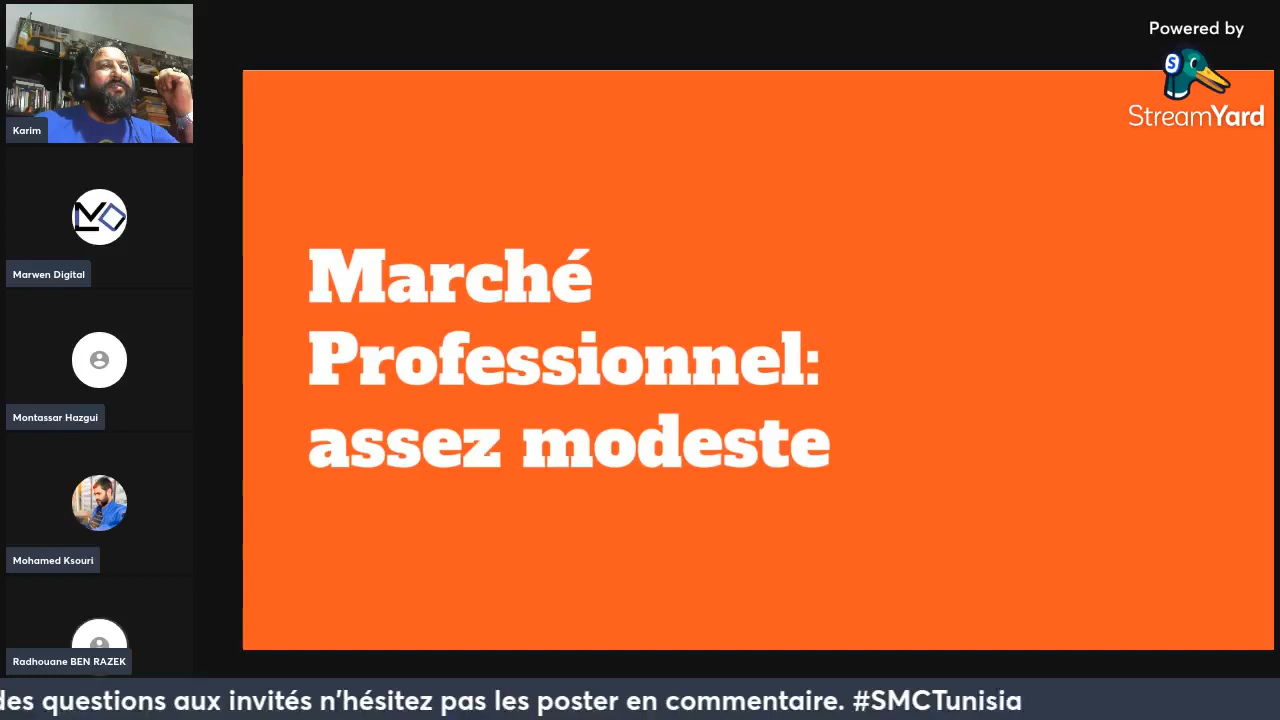 Powered by
StreamYard
Karim
Marwen Digital
Montassar Hazgui
Mohamed Ksouri
Radhouane BEN RAZEK
Marché
Professionnel:
assez modeste
des questions aux invités n'hésitez pas les poster en commentaire. #SMCTunisia